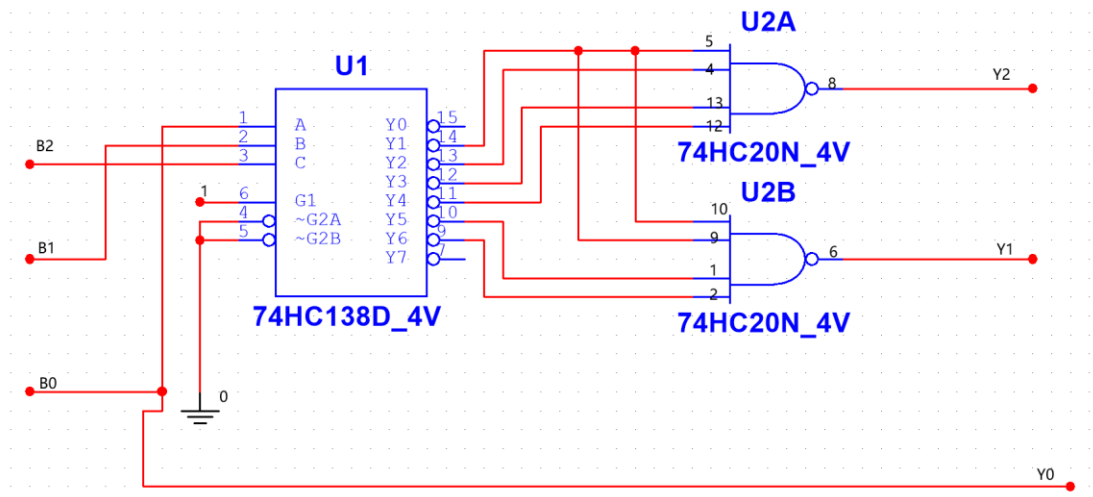 U2A
U1
5
4
13
12
8
Y2
74HC20N_4V
B2
B1
B0
1 A
2 B
3 C
1
6 G1
4 ~G2A
5 ~G2B
Y0 15
Y1 14
Y2 13
Y3 12
Y4 11
Y5 10
Y6 9
Y7 7
74HC138D_4V
0
U2B
10
9
1
2
6
Y1
74HC20N_4V
Y0